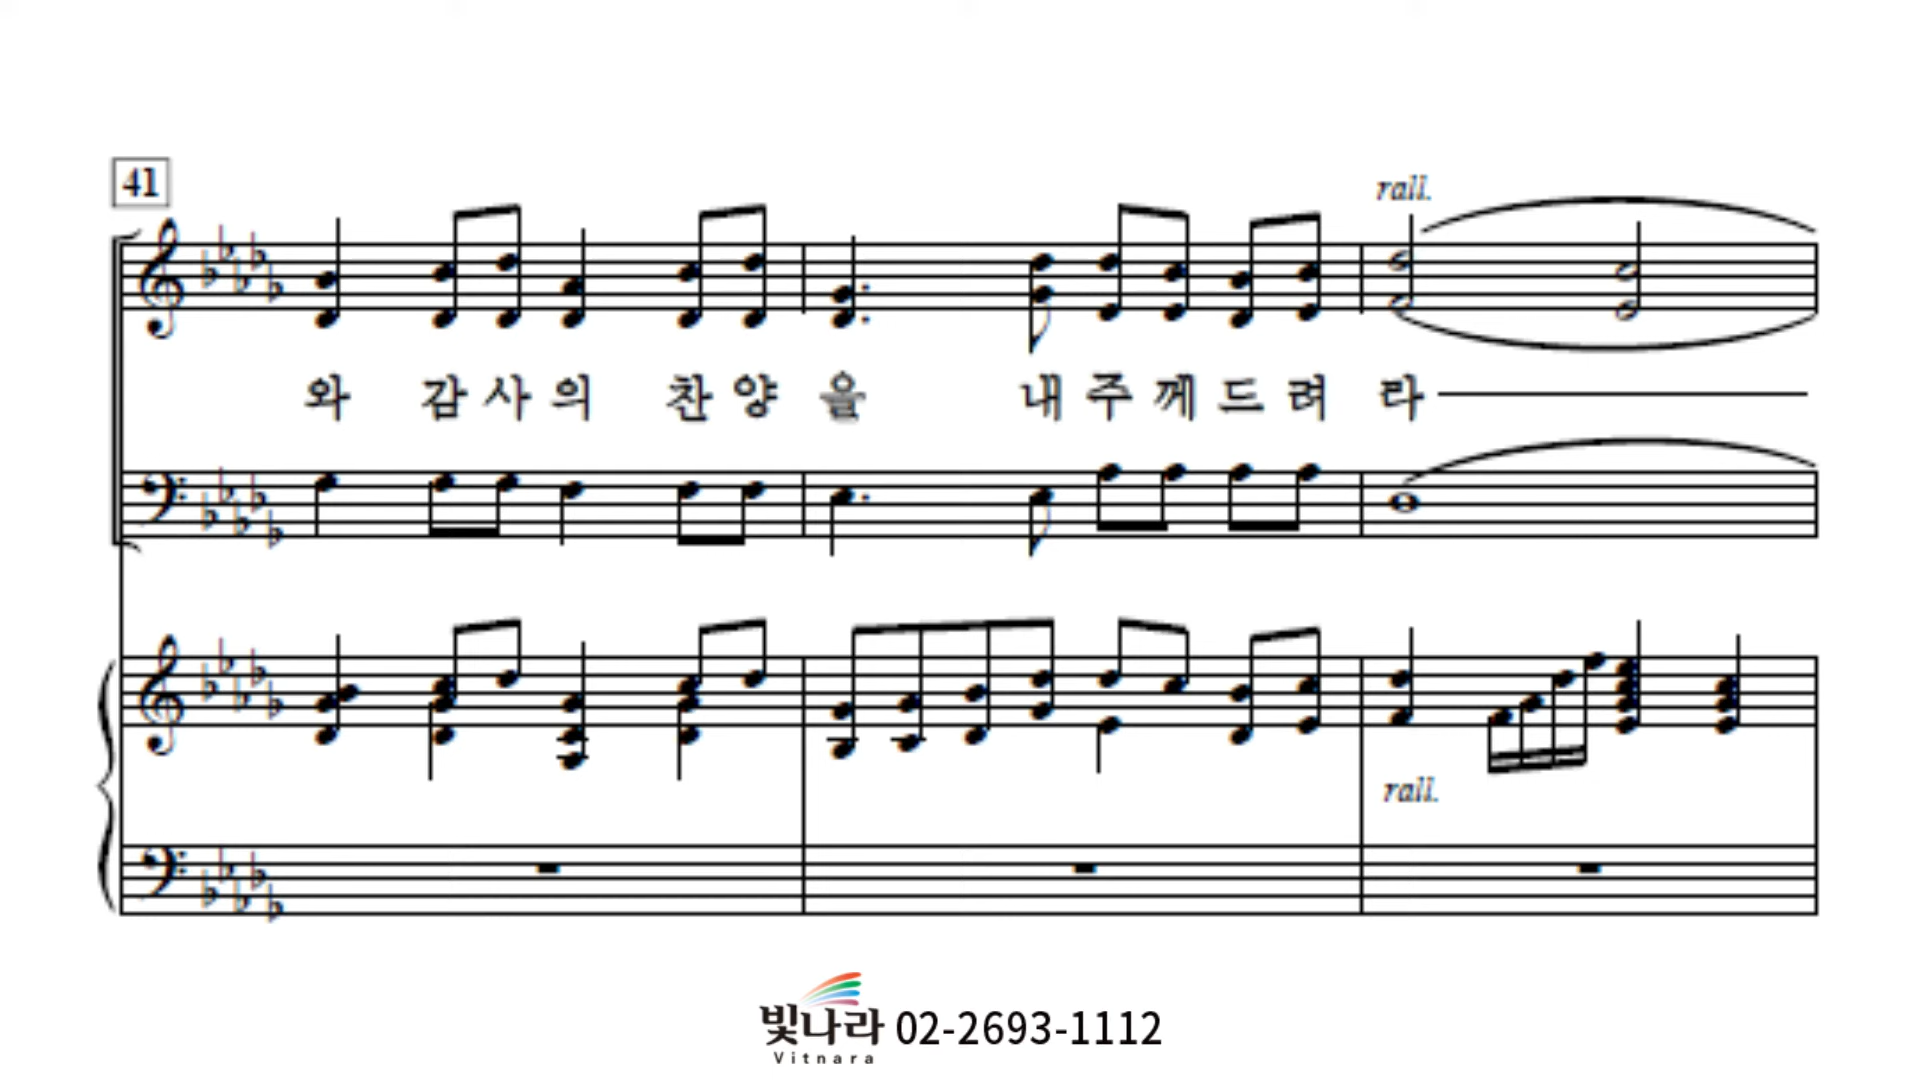 41
rall.
와 감 사 의 찬 양 을 내 주 께 드 려 라
rall.
빛나라 02-2693-1112
Vitnara